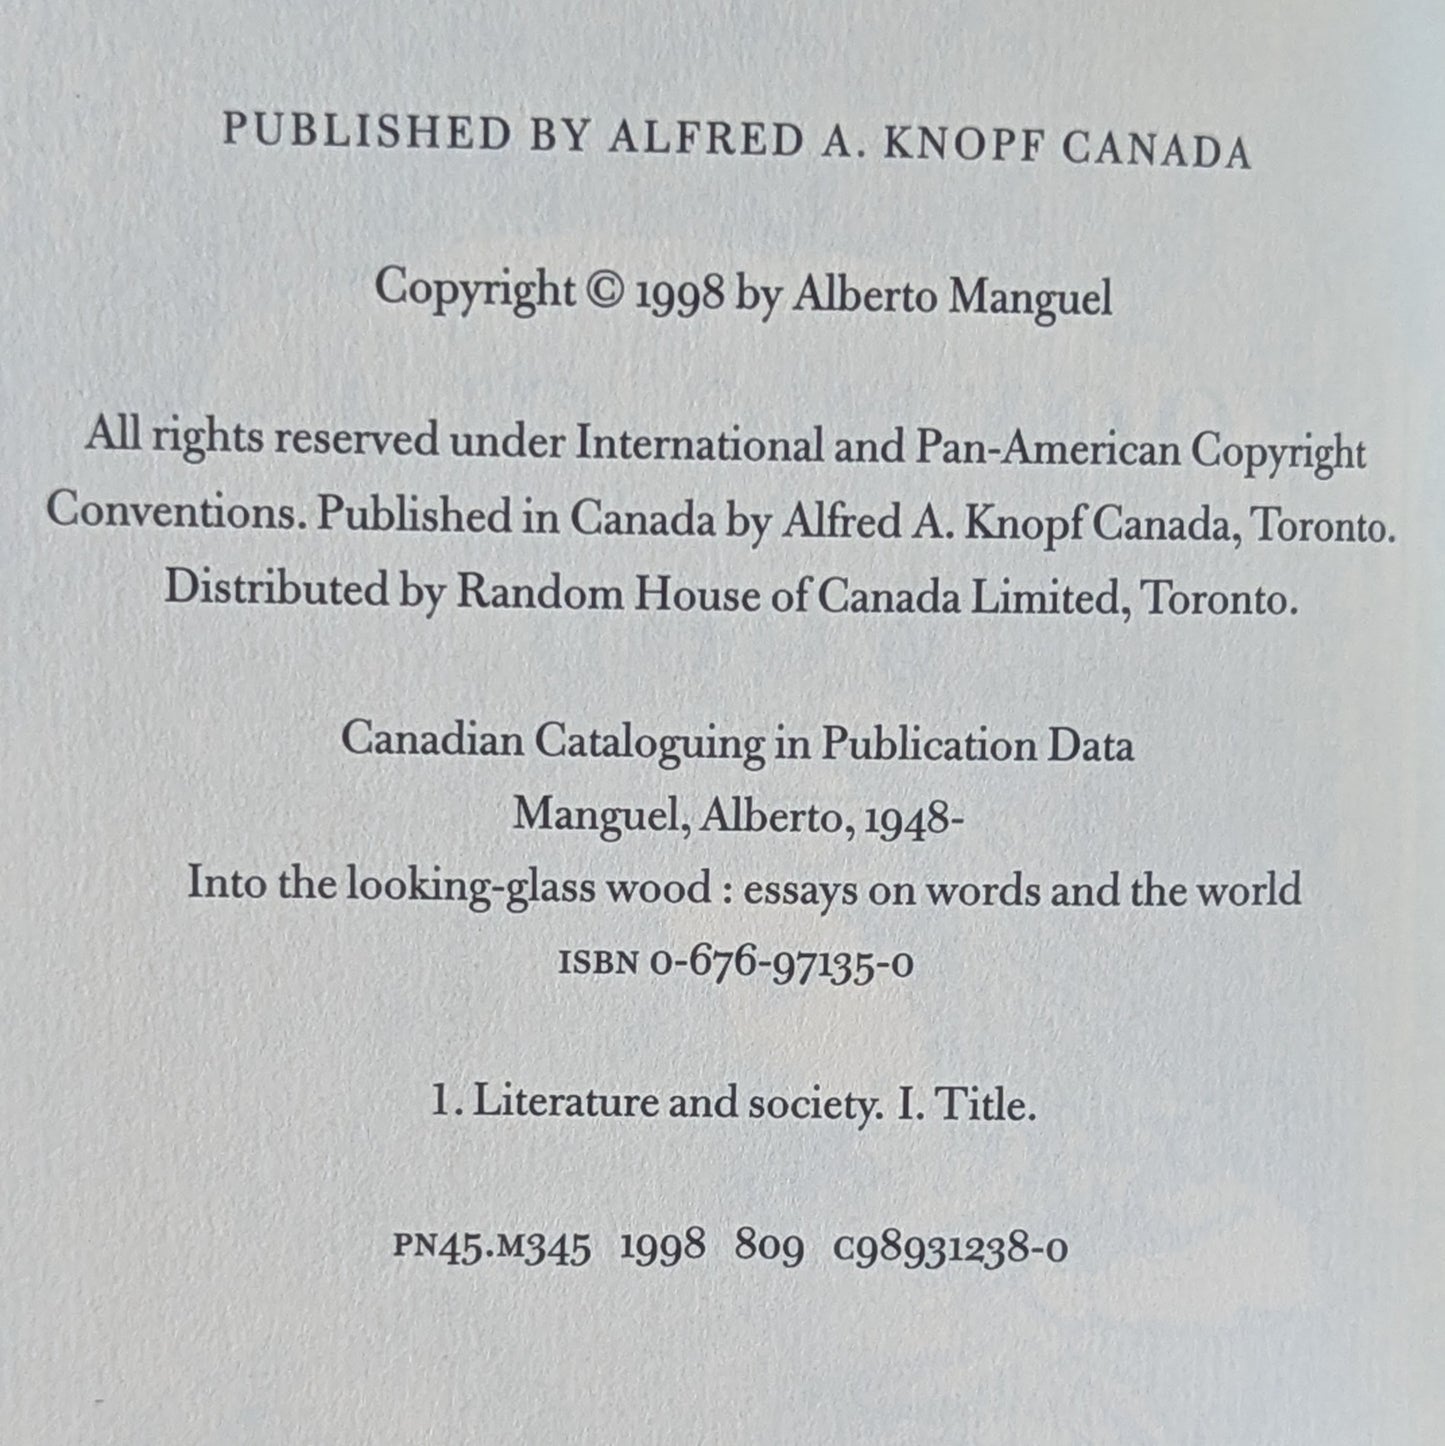 PUBLISHED BY ALFRED A. KNOPF CANADA
Copyright © 1998 by Alberto Manguel
All rights reserved under International and Pan-American Copyright
Conventions. Published in Canada by Alfred A. Knopf Canada, Toronto.
Distributed by Random House of Canada Limited, Toronto.
Canadian Cataloguing in Publication Data
Manguel, Alberto, 1948-
Into the looking-glass wood : essays on words and the world
ISBN 0-676-97135-0
1. Literature and society. I. Title.
PN45.M345 1998 809 C98931238-0